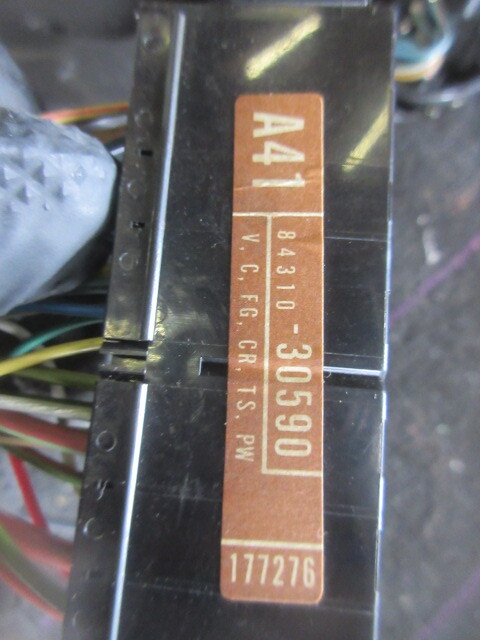 A41
84310-30590
V, C, FG, CR, TS, PW
177276